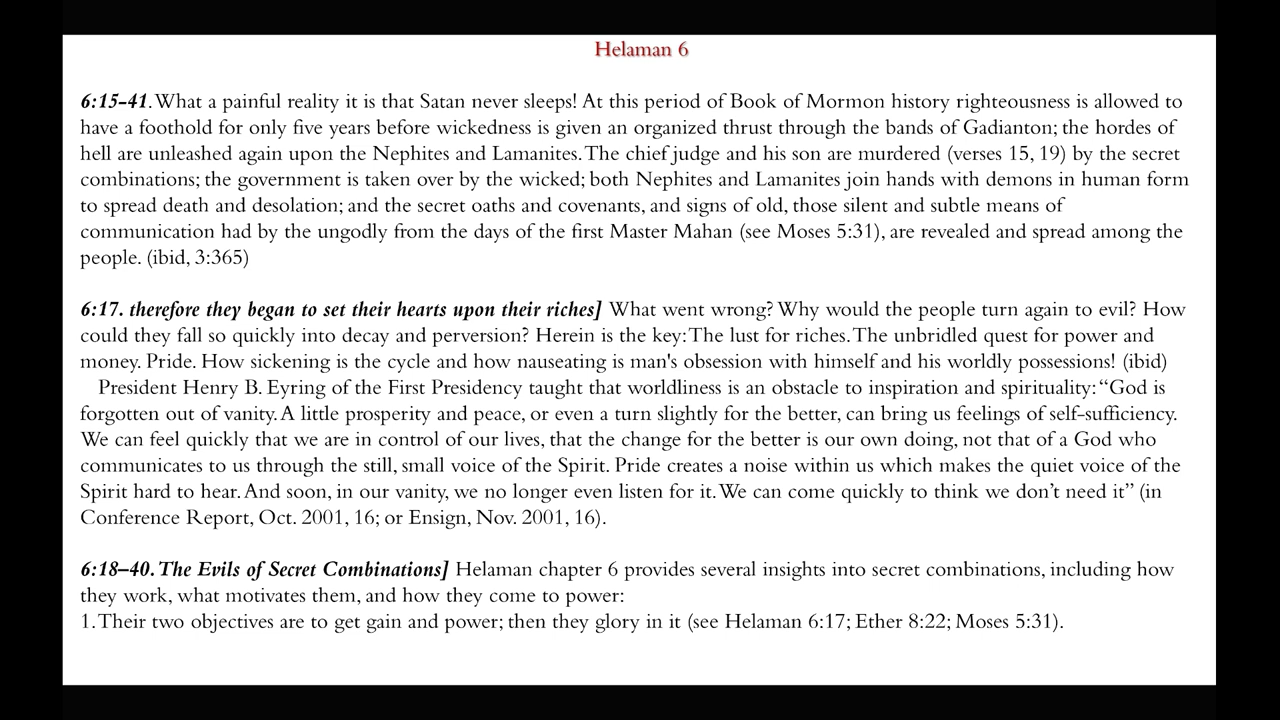 Helaman 6
6:15-41. What a painful reality it is that Satan never sleeps! At this period of Book of Mormon history righteousness is allowed to
have a foothold for only five years before wickedness is given an organized thrust through the bands of Gadianton; the hordes of
hell are unleashed again upon the Nephites and Lamanites. The chief judge and his son are murdered (verses 15, 19) by the secret
combinations; the government is taken over by the wicked; both Nephites and Lamanites join hands with demons in human form
to spread death and desolation; and the secret oaths and covenants, and signs of old, those silent and subtle means of
communication had by the ungodly from the days of the first Master Mahan (see Moses 5:31), are revealed and spread among the
people. (ibid, 3:365)
6:17. therefore they began to set their hearts upon their riches] What went wrong? Why would the people turn again to evil? How
could they fall so quickly into decay and perversion? Herein is the key: The lust for riches. The unbridled quest for power and
money. Pride. How sickening is the cycle and how nauseating is man's obsession with himself and his worldly possessions! (ibid)
President Henry B. Eyring of the First Presidency taught that worldliness is an obstacle to inspiration and spirituality: “God is
forgotten out of vanity. A little prosperity and peace, or even a turn slightly for the better, can bring us feelings of self-sufficiency.
We can feel quickly that we are in control of our lives, that the change for the better is our own doing, not that of a God who
communicates to us through the still, small voice of the Spirit. Pride creates a noise within us which makes the quiet voice of the
Spirit hard to hear. And soon, in our vanity, we no longer even listen for it. We can come quickly to think we don’t need it” (in
Conference Report, Oct. 2001, 16; or Ensign, Nov. 2001, 16).
6:18–40. The Evils of Secret Combinations] Helaman chapter 6 provides several insights into secret combinations, including how
they work, what motivates them, and how they come to power:
1. Their two objectives are to get gain and power; then they glory in it (see Helaman 6:17; Ether 8:22; Moses 5:31).